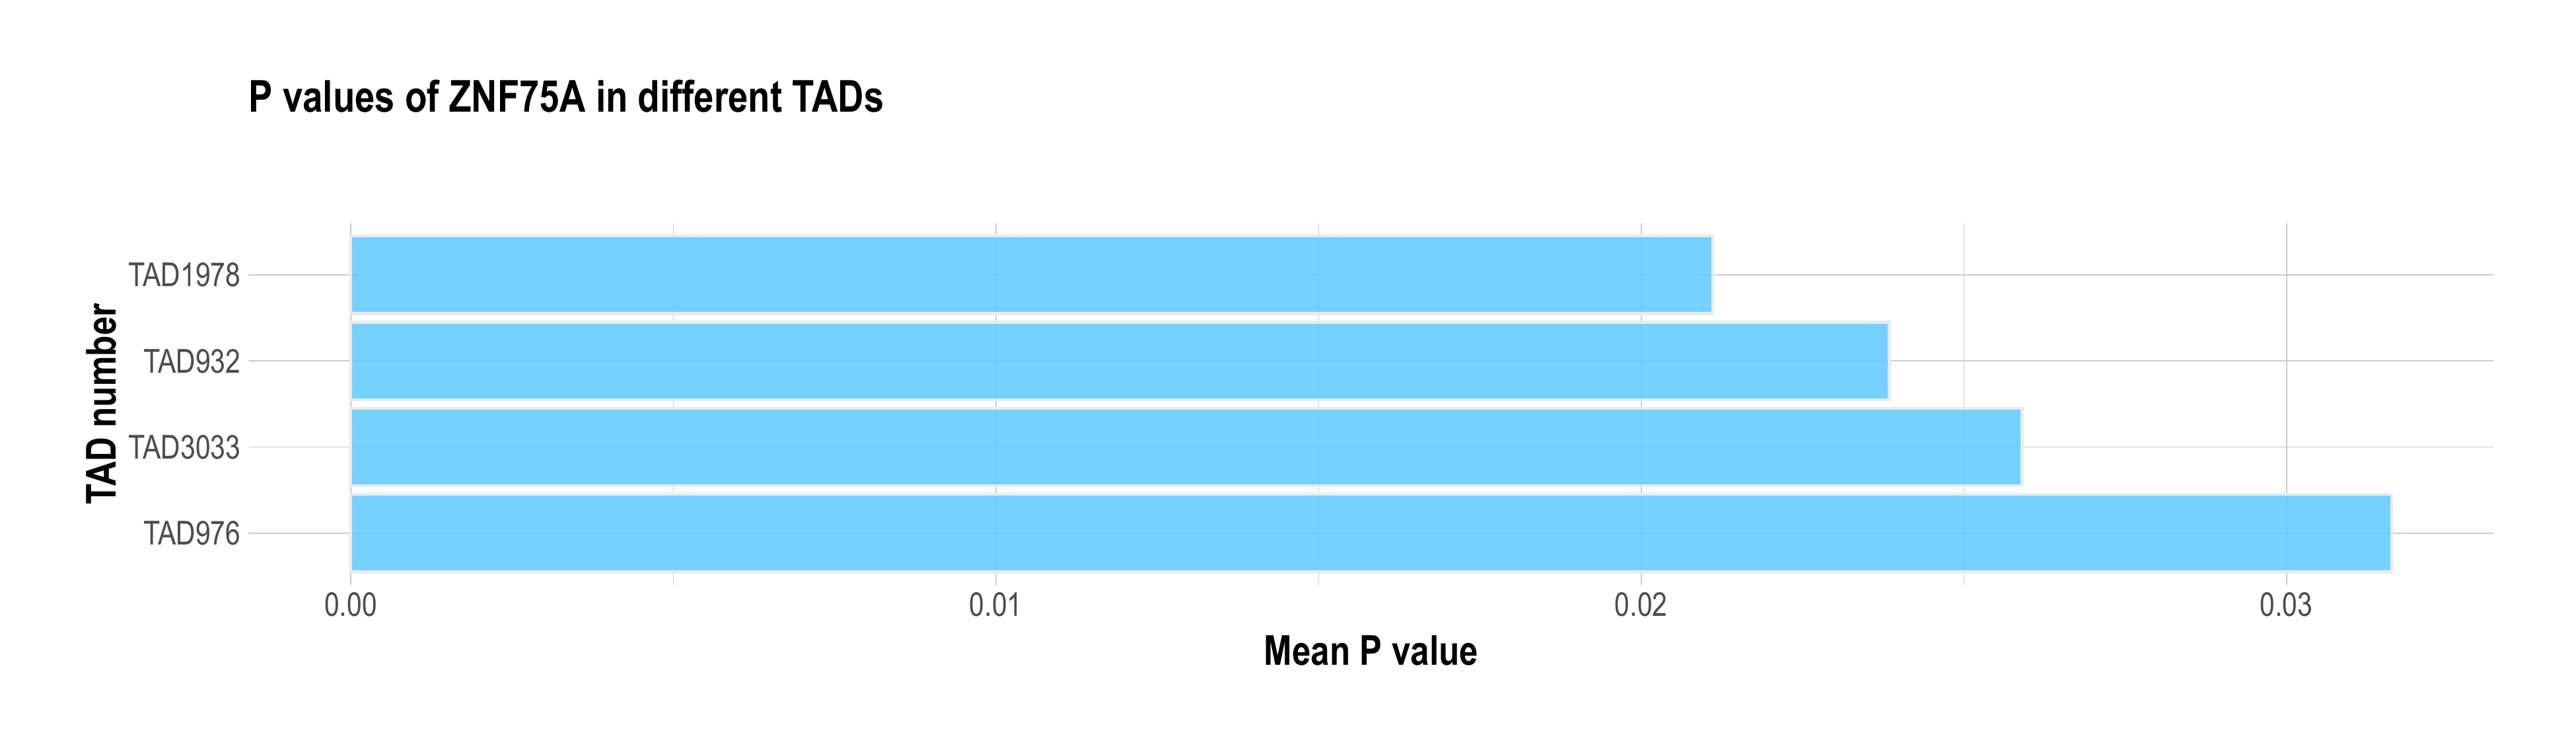 P values of ZNF75A in different TADs
TAD number
TAD1978
TAD932
TAD3033
TAD976
0.00
0.01
0.02
0.03
Mean P value